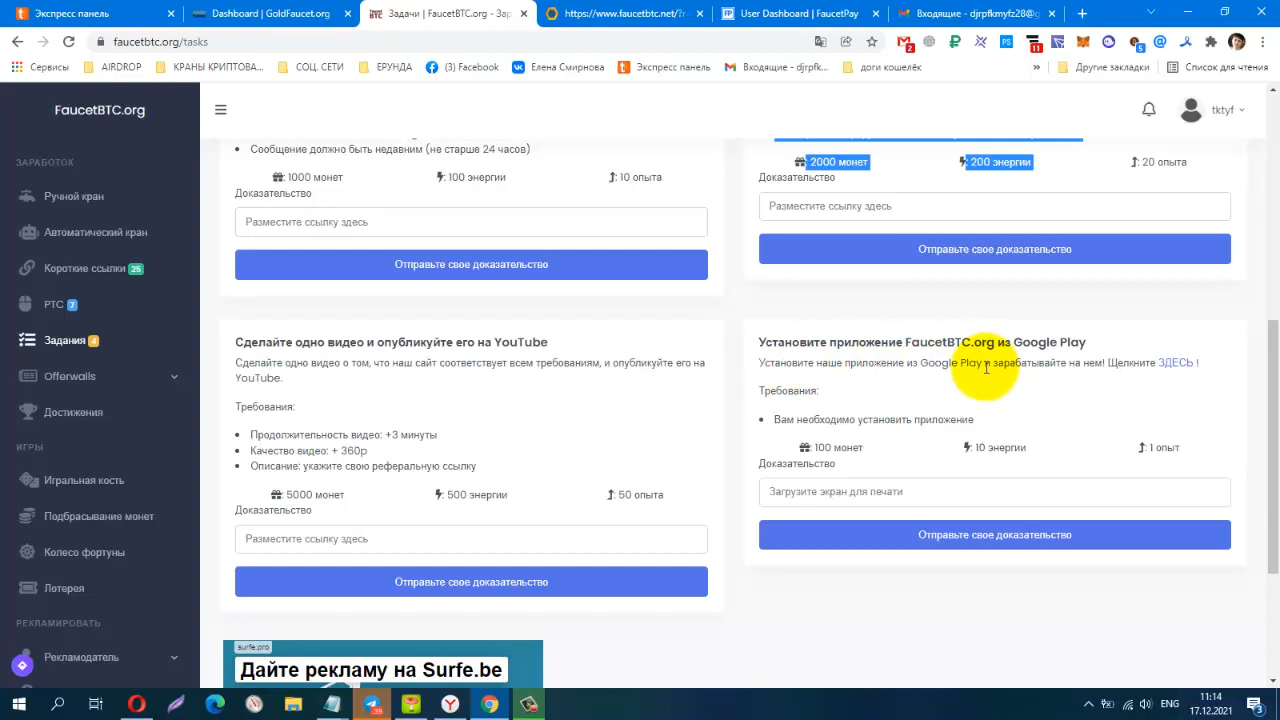 Экспресс панель
Dashboard | GoldFaucet.org
Задачи | FaucetBTC.org - Зар
https://www.faucetbtc.net/?r
User Dashboard | FaucetPay
Входящие - djrpfkmyfz28@g
faucetbtc.org/tasks
Сервисы
AIRDROP
КРАНЫ КРИПТОВА...
СОЦ. СЕТИ
ЕРУНДА
(3) Facebook
Елена Смирнова
Экспресс панель
Входящие - djrpfk...
доги кошелёк
»
Другие закладки
Список для чтения
FaucetBTC.org
tktyf
ЗАРАБОТОК
Ручной кран
Автоматический кран
Короткие ссылки 25
PTC 7
Задания 4
Offerwalls
Достижения
ИГРЫ
Игральная кость
Подбрасывание монет
Колесо фортуны
Лотерея
РЕКЛАМИРОВАТЬ
Рекламодатель
Сообщение должно быть недавним (не старше 24 часов)
: 1000 монет
: 100 энергии
: 10 опыта
Доказательство
Разместите ссылку здесь
Отправьте свое доказательство
: 2000 монет
: 200 энергии
: 20 опыта
Доказательство
Разместите ссылку здесь
Отправьте свое доказательство
Сделайте одно видео и опубликуйте его на YouTube
Сделайте одно видео о том, что наш сайт соответствует всем требованиям, и опубликуйте его на
YouTube.
Требования:
Продолжительность видео: +3 минуты
Качество видео: + 360p
Описание: укажите свою реферальную ссылку
: 5000 монет
: 500 энергии
: 50 опыта
Доказательство
Разместите ссылку здесь
Отправьте свое доказательство
Установите приложение FaucetBTC.org из Google Play
Установите наше приложение из Google Play и зарабатывайте на нем! Щелкните ЗДЕСЬ !
Требования:
Вам необходимо установить приложение
: 100 монет
: 10 энергии
: 1 опыт
Доказательство
Загрузите экран для печати
Отправьте свое доказательство
surfe.pro
Дайте рекламу на Surfe.be
ENG
11:14
17.12.2021